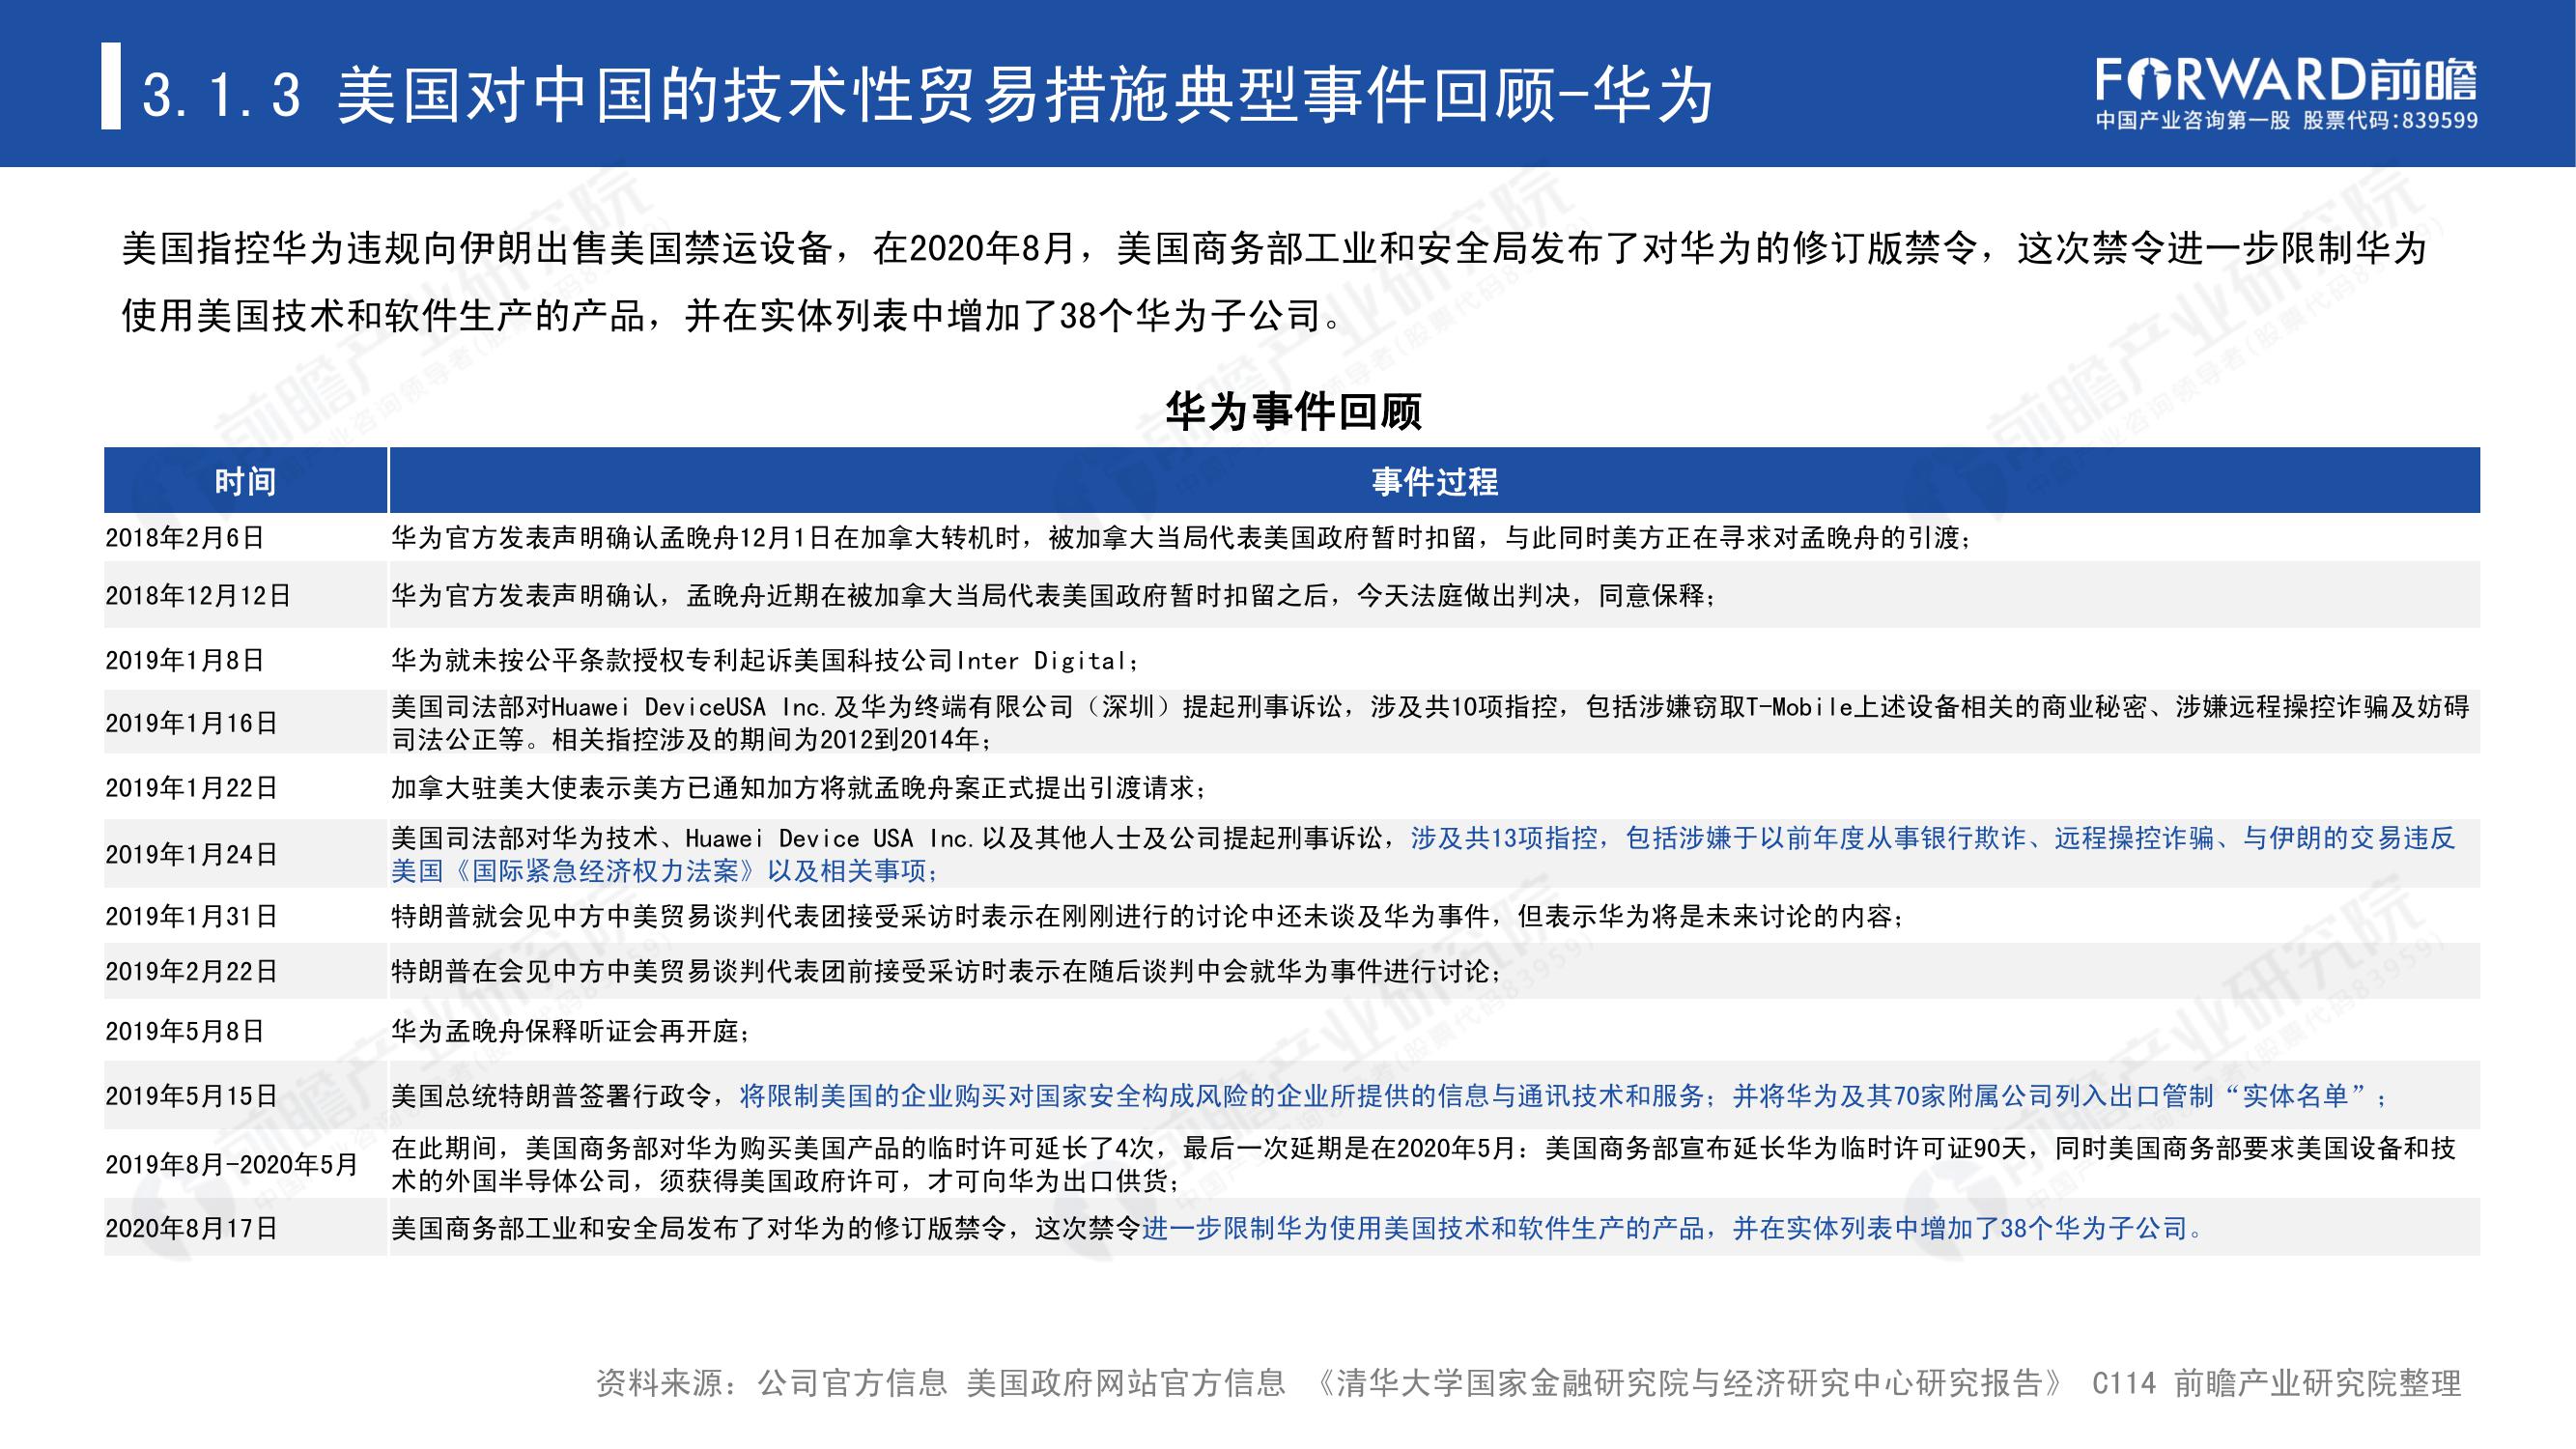 3.1.3 美国对中国的技术性贸易措施典型事件回顾-华为
FORWARD前瞻
中国产业咨询第一股 股票代码:839599
美国指控华为违规向伊朗出售美国禁运设备，在2020年8月，美国商务部工业和安全局发布了对华为的修订版禁令，这次禁令进一步限制华为
使用美国技术和软件生产的产品，并在实体列表中增加了38个华为子公司。
华为事件回顾
时间 事件过程
2018年2月6日 华为官方发表声明确认孟晚舟12月1日在加拿大转机时，被加拿大当局代表美国政府暂时扣留，与此同时美方正在寻求对孟晚舟的引渡；
2018年12月12日 华为官方发表声明确认，孟晚舟近期在被加拿大当局代表美国政府暂时扣留之后，今天法庭做出判决，同意保释；
2019年1月8日 华为就未按公平条款授权专利起诉美国科技公司Inter Digital；
2019年1月16日 美国司法部对Huawei DeviceUSA Inc.及华为终端有限公司（深圳）提起刑事诉讼，涉及共10项指控，包括涉嫌窃取T-Mobile上述设备相关的商业秘密、涉嫌远程操控诈骗及妨碍
司法公正等。相关指控涉及的期间为2012到2014年；
2019年1月22日 加拿大驻美大使表示美方已通知加方将就孟晚舟案正式提出引渡请求；
2019年1月24日 美国司法部对华为技术、Huawei Device USA Inc.以及其他人士及公司提起刑事诉讼，涉及共13项指控，包括涉嫌于以前年度从事银行欺诈、远程操控诈骗、与伊朗的交易违反
美国《国际紧急经济权力法案》以及相关事项；
2019年1月31日 特朗普就会见中方中美贸易谈判代表团接受采访时表示在刚刚进行的讨论中还未谈及华为事件，但表示华为将是未来讨论的内容；
2019年2月22日 特朗普在会见中方中美贸易谈判代表团前接受采访时表示在随后谈判中会就华为事件进行讨论；
2019年5月8日 华为孟晚舟保释听证会再开庭；
2019年5月15日 美国总统特朗普签署行政令，将限制美国的企业购买对国家安全构成风险的企业所提供的信息与通讯技术和服务；并将华为及其70家附属公司列入出口管制“实体名单”；
2019年8月-2020年5月 在此期间，美国商务部对华为购买美国产品的临时许可延长了4次，最后一次延期是在2020年5月：美国商务部宣布延长华为临时许可证90天，同时美国商务部要求美国设备和技
术的外国半导体公司，须获得美国政府许可，才可向华为出口供货；
2020年8月17日 美国商务部工业和安全局发布了对华为的修订版禁令，这次禁令进一步限制华为使用美国技术和软件生产的产品，并在实体列表中增加了38个华为子公司。
资料来源：公司官方信息 美国政府网站官方信息 《清华大学国家金融研究院与经济研究中心研究报告》 C114 前瞻产业研究院整理